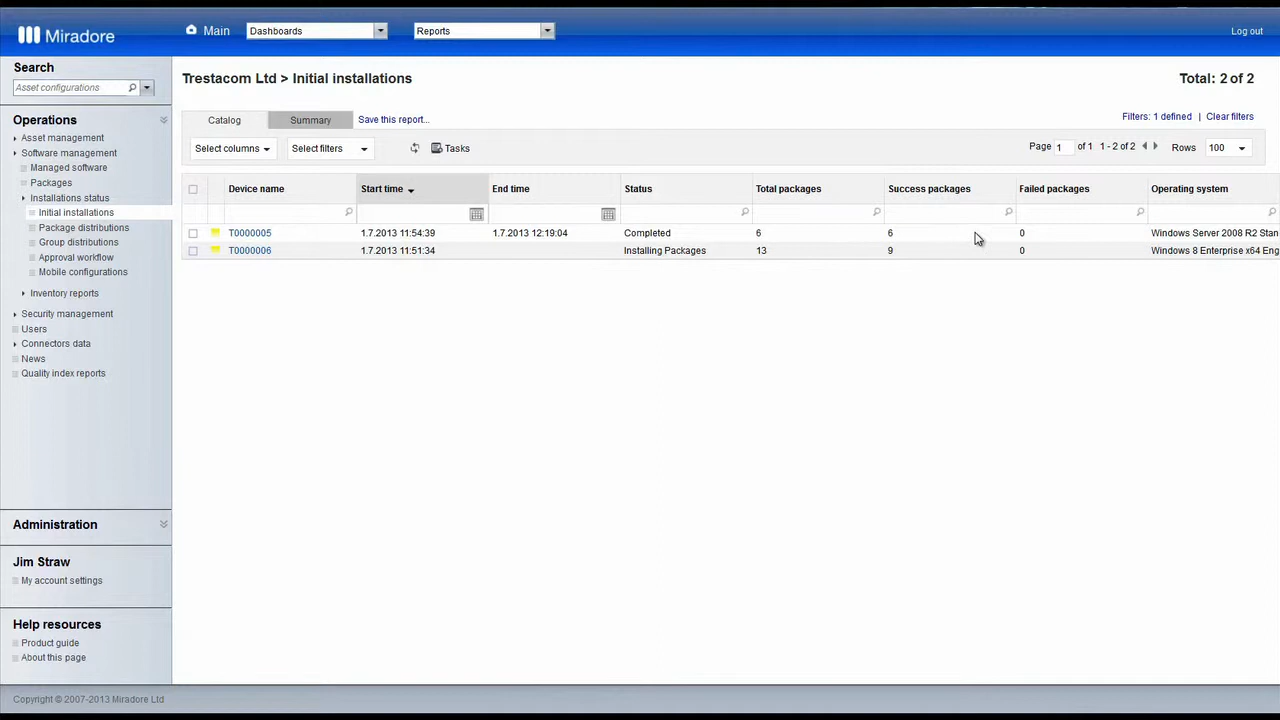 Miradore
Main
Dashboards
Reports
Log out
Search
Asset configurations
Operations
Asset management
Software management
Managed software
Packages
Installations status
Initial installations
Package distributions
Group distributions
Approval workflow
Mobile configurations
Inventory reports
Security management
Users
Connectors data
News
Quality index reports
Administration
Jim Straw
My account settings
Help resources
Product guide
About this page
Trestacom Ltd > Initial installations
Total: 2 of 2
Catalog
Summary
Save this report...
Filters: 1 defined
Clear filters
Select columns
Select filters
Tasks
Page 1 of 1 1 - 2 of 2
Rows 100
Device name Start time End time Status Total packages Success packages Failed packages Operating system
T0000005 1.7.2013 11:54:39 1.7.2013 12:19:04 Completed 6 6 0 Windows Server 2008 R2 Stan
T0000006 1.7.2013 11:51:34 Installing Packages 13 9 0 Windows 8 Enterprise x64 Eng
Copyright © 2007-2013 Miradore Ltd